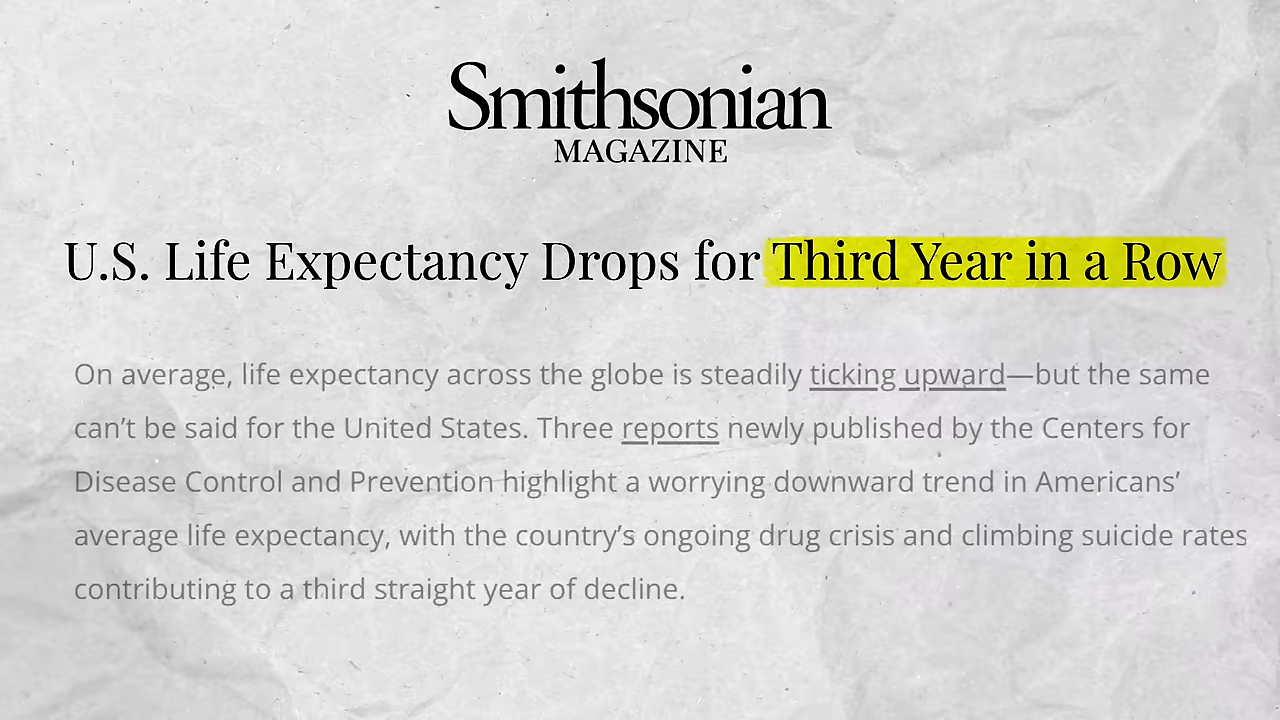 Smithsonian
MAGAZINE
U.S. Life Expectancy Drops for Third Year in a Row
On average, life expectancy across the globe is steadily ticking upward—but the same
can’t be said for the United States. Three reports newly published by the Centers for
Disease Control and Prevention highlight a worrying downward trend in Americans’
average life expectancy, with the country’s ongoing drug crisis and climbing suicide rates
contributing to a third straight year of decline.